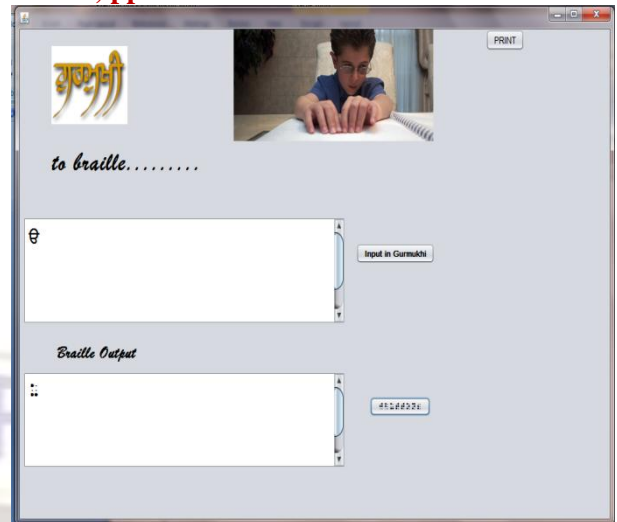 PRINT
ਗੁਰਮੁਖੀ
to braille.........
ੳ
Input in Gurmukhi
Braille Output
⠥